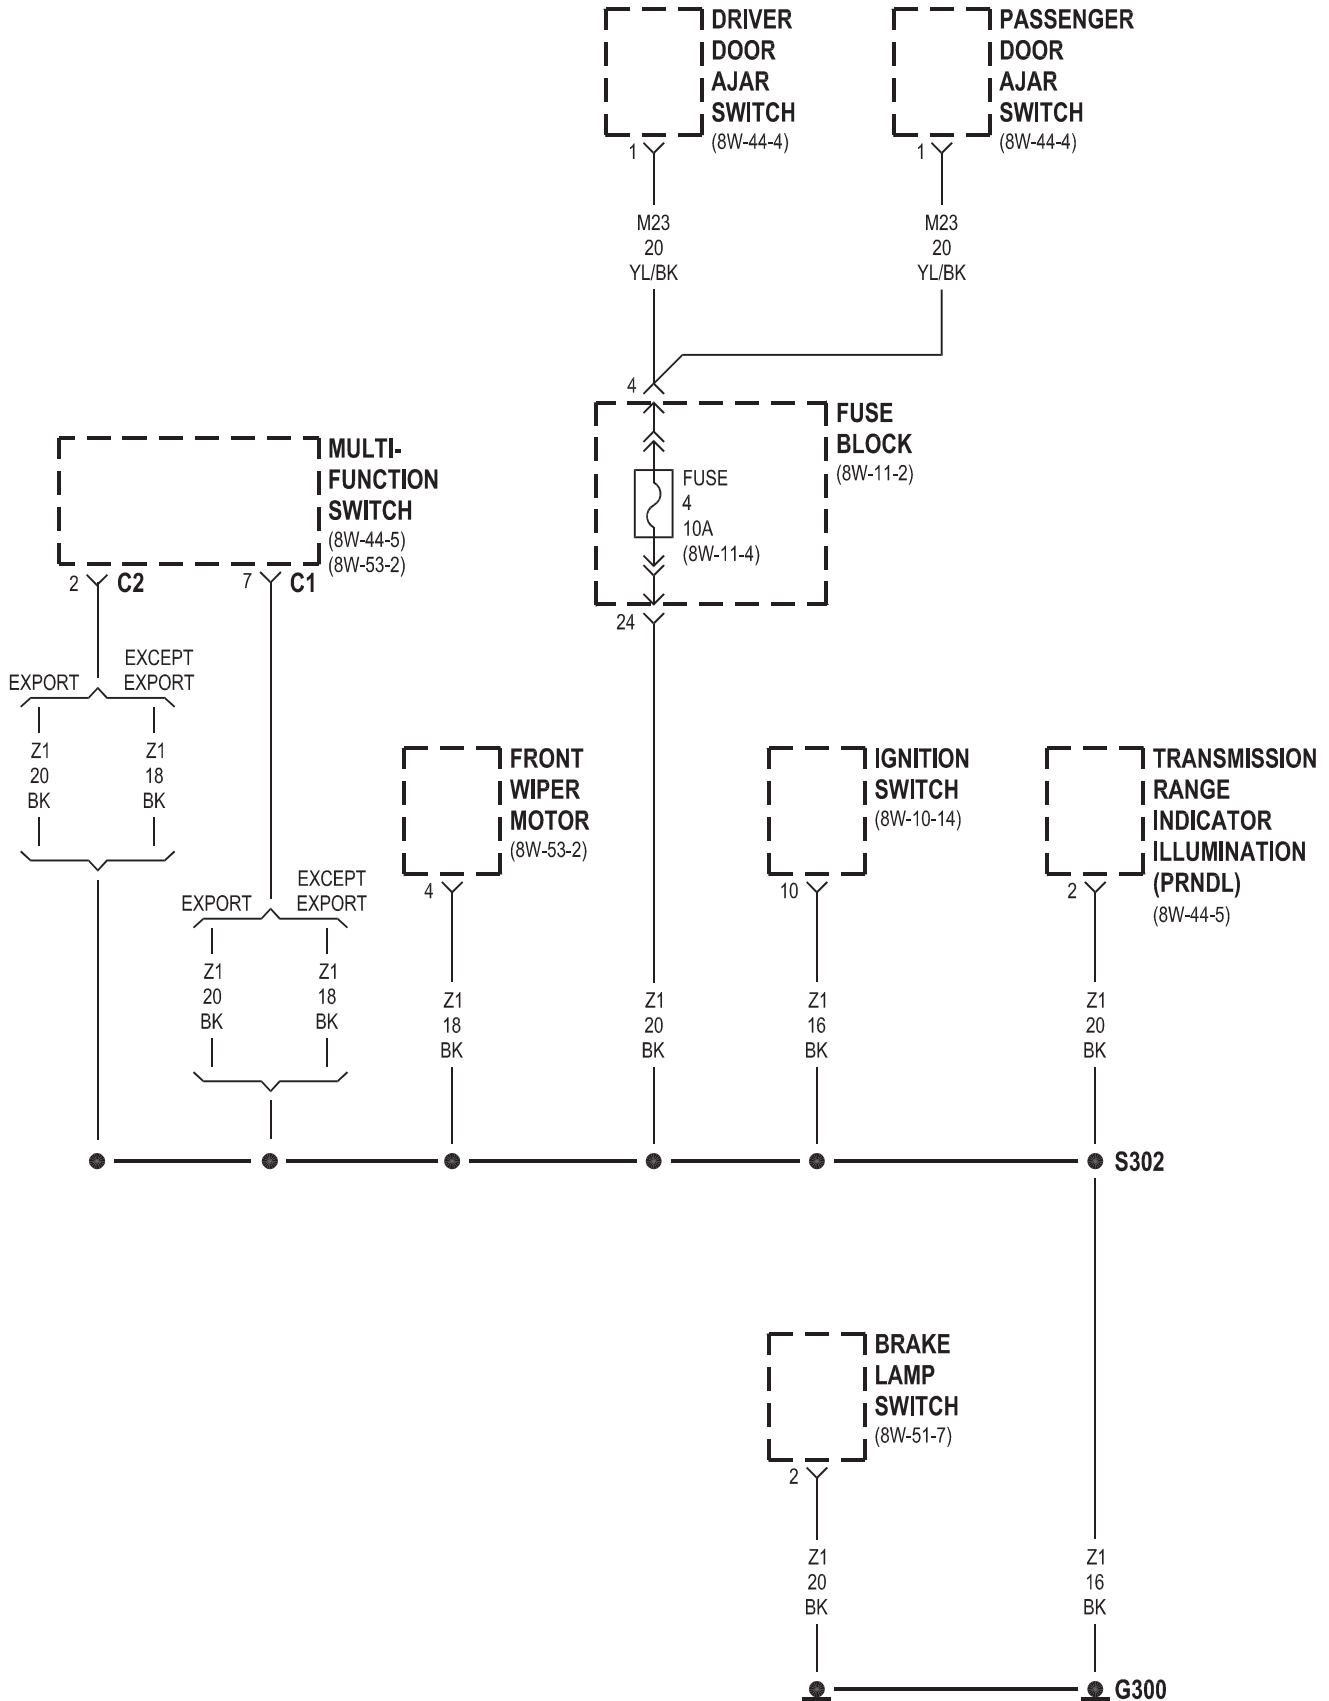 DRIVER
DOOR
AJAR
SWITCH
(8W-44-4)
1
M23
20
YL/BK
PASSENGER
DOOR
AJAR
SWITCH
(8W-44-4)
1
M23
20
YL/BK
4
FUSE
BLOCK
(8W-11-2)
FUSE
4
10A
(8W-11-4)
24
MULTI-
FUNCTION
SWITCH
(8W-44-5)
(8W-53-2)
2 C2
7 C1
EXPORT
EXCEPT
EXPORT
Z1
20
BK
Z1
18
BK
EXPORT
EXCEPT
EXPORT
Z1
20
BK
Z1
18
BK
FRONT
WIPER
MOTOR
(8W-53-2)
4
Z1
18
BK
Z1
20
BK
IGNITION
SWITCH
(8W-10-14)
10
Z1
16
BK
TRANSMISSION
RANGE
INDICATOR
ILLUMINATION
(PRNDL)
(8W-44-5)
2
Z1
20
BK
S302
BRAKE
LAMP
SWITCH
(8W-51-7)
2
Z1
20
BK
Z1
16
BK
G300